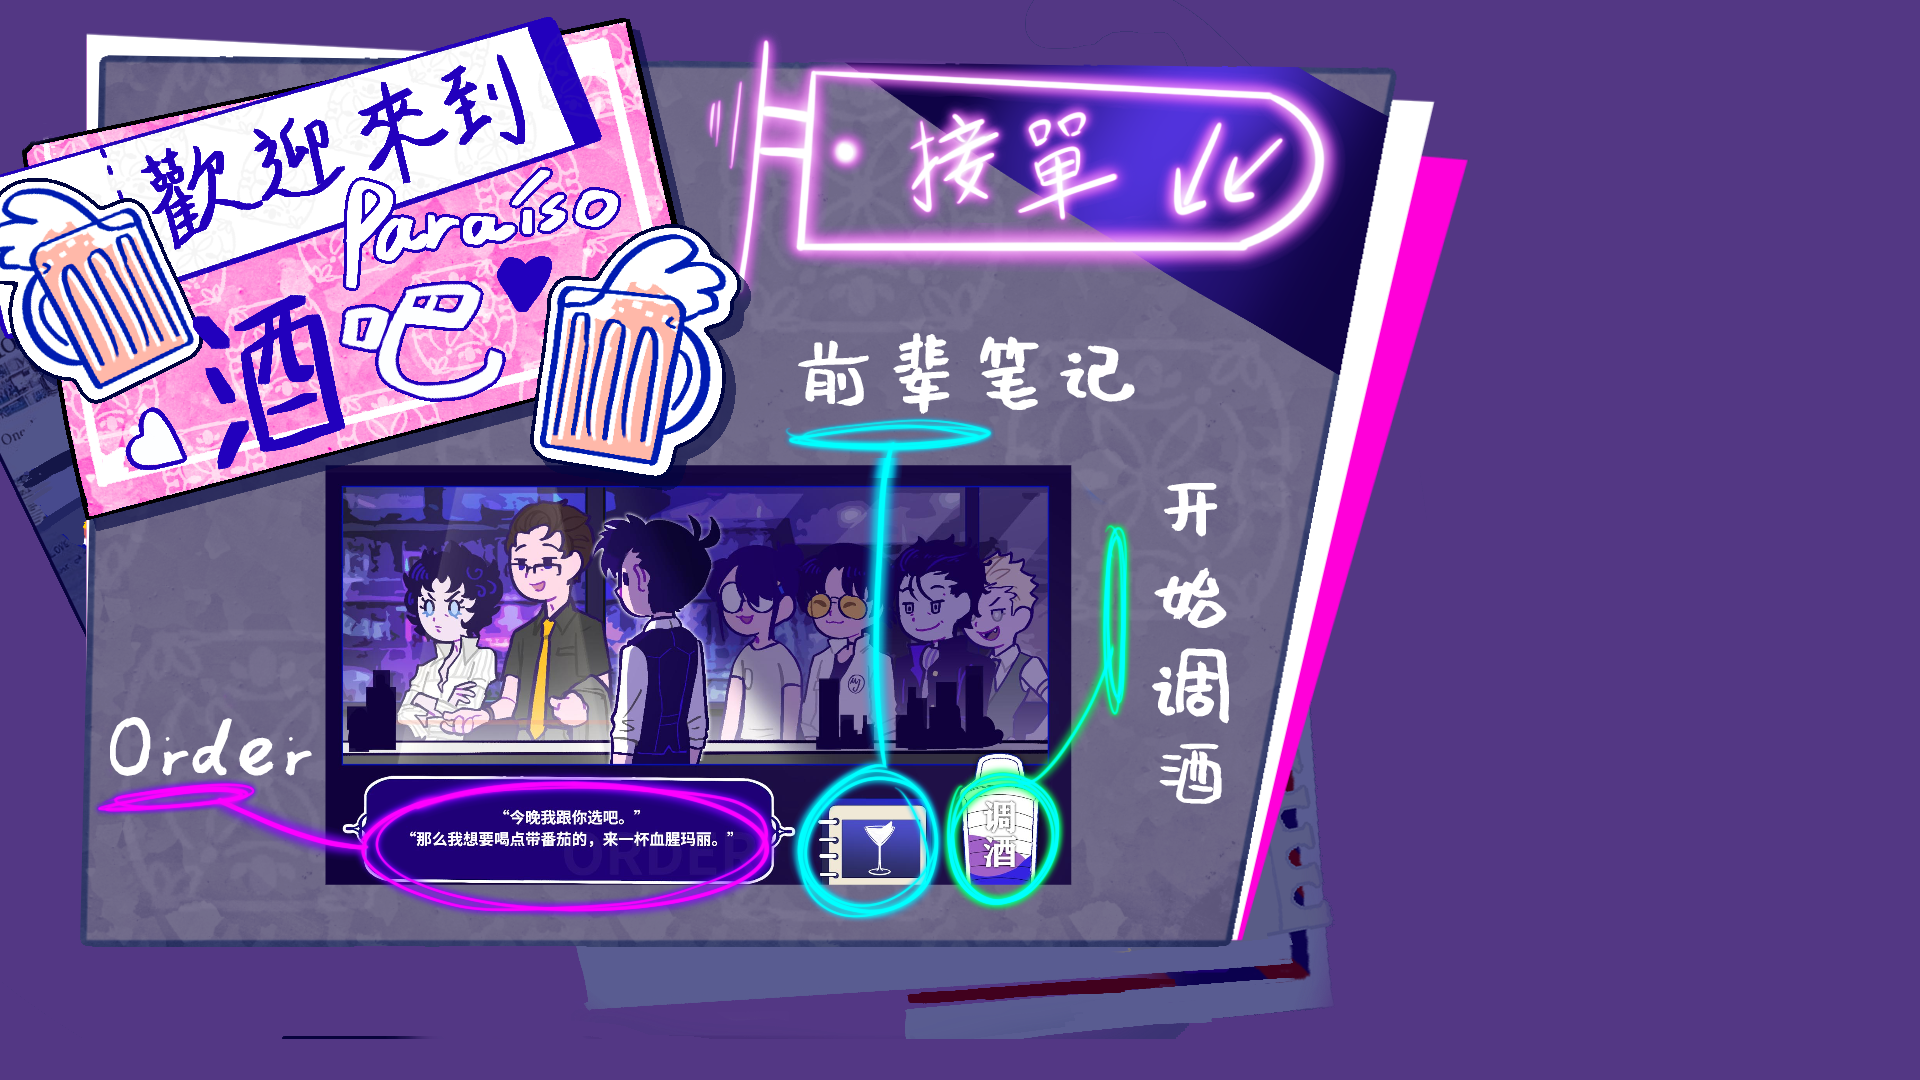 歡迎來到
Paraíso
酒吧
接單
前辈笔记
开始调酒
Order
“今晚我跟你选吧。”
“那么我想要喝点带番茄的，来一杯血腥玛丽。”
ORDER
调酒